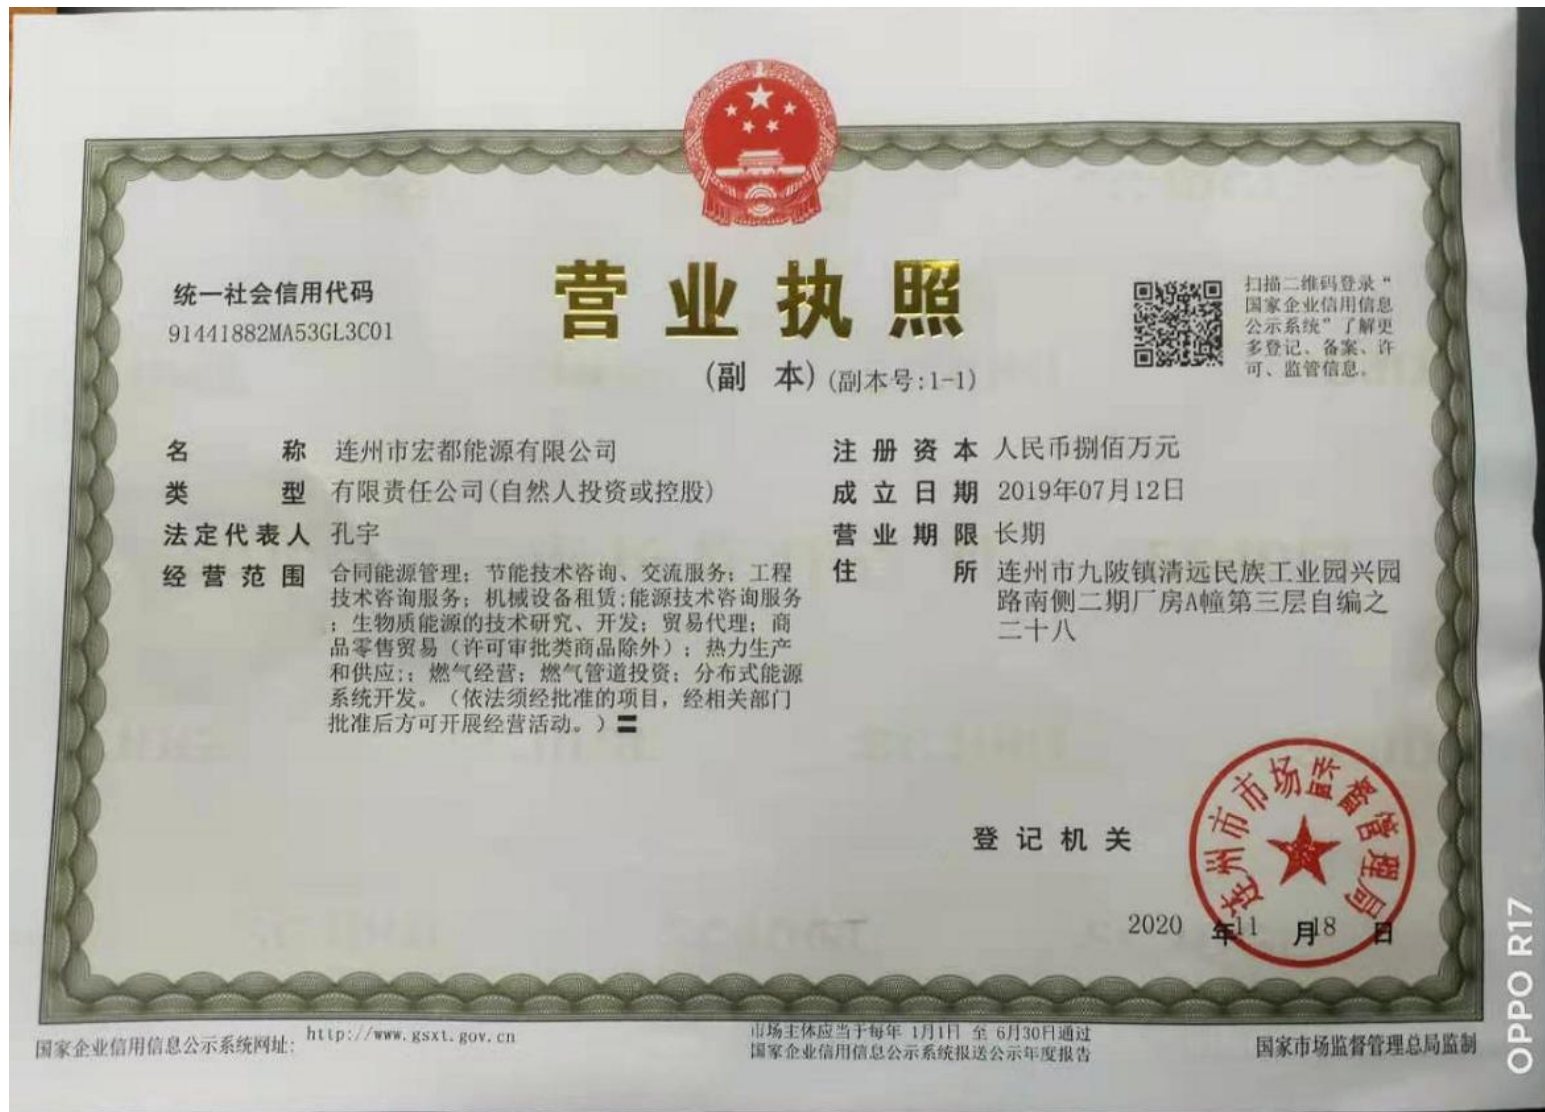 统一社会信用代码
91441882MA53GL3C01
营业执照
(副 本) (副本号:1-1)
扫描二维码登录“
国家企业信用信息
公示系统”了解更
多登记、备案、许
可、监管信息。
名 称 连州市宏都能源有限公司
类 型 有限责任公司(自然人投资或控股)
法定代表人 孔宇
经营范围 合同能源管理；节能技术咨询、交流服务；工程
技术咨询服务；机械设备租赁;能源技术咨询服务
；生物质能源的技术研究、开发；贸易代理；商
品零售贸易（许可审批类商品除外）；热力生产
和供应;；燃气经营；燃气管道投资；分布式能源
系统开发。（依法须经批准的项目，经相关部门
批准后方可开展经营活动。）〓
注册资本 人民币捌佰万元
成立日期 2019年07月12日
营业期限 长期
住 所 连州市九陂镇清远民族工业园兴园
路南侧二期厂房A幢第三层自编之
二十八
登记机关
连州市市场监督管理局
2020 年11 月18 日
国家企业信用信息公示系统网址: http://www.gsxt.gov.cn
市场主体应当于每年 1月1日 至 6月30日通过
国家企业信用信息公示系统报送公示年度报告
国家市场监督管理总局监制
OPPO R17